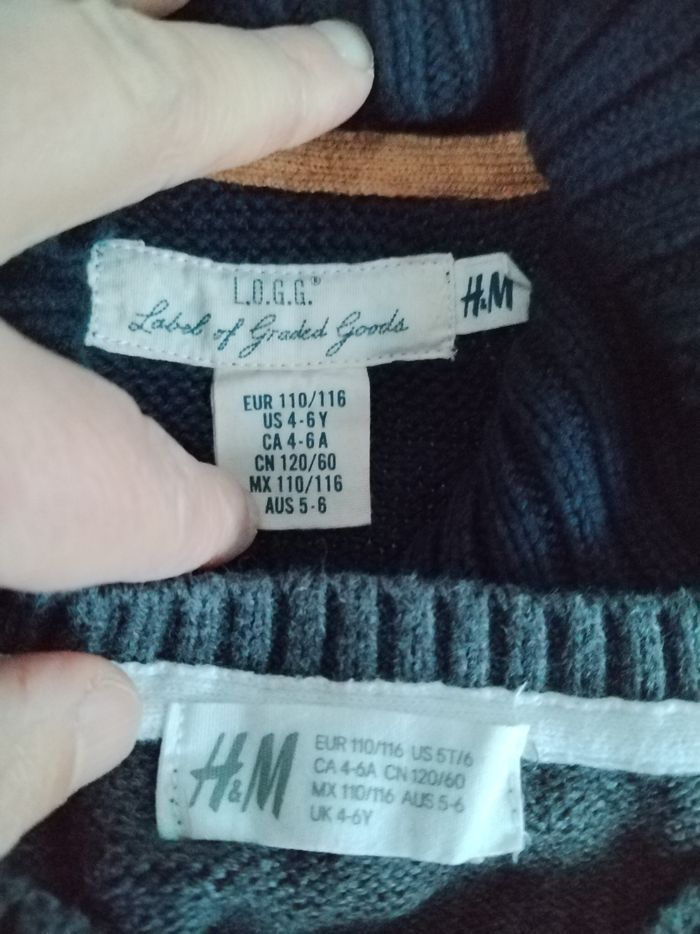 L.O.G.G.®
Label of Graded Goods
H&M
EUR 110/116
US 4-6Y
CA 4-6A
CN 120/60
MX 110/116
AUS 5-6
H&M
EUR 110/116 US 5T/6
CA 4-6A CN 120/60
MX 110/116 AUS 5-6
UK 4-6Y